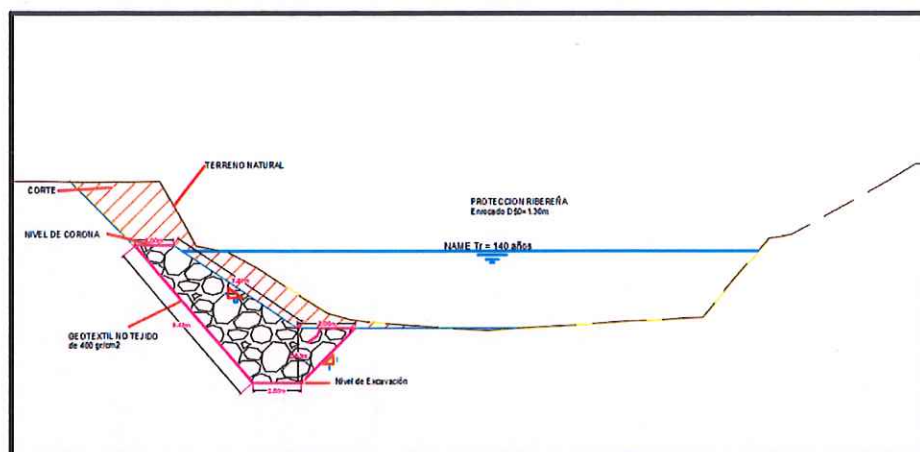 TERRENO NATURAL
CORTE
PROTECCION RIBEREÑA
Enrocado D50=1.30m
NIVEL DE CORONA
NAME Tr = 140 años
GEOTEXTIL NO TEJIDO
de 400 gr/cm2
Nivel de Excavación
2.00m